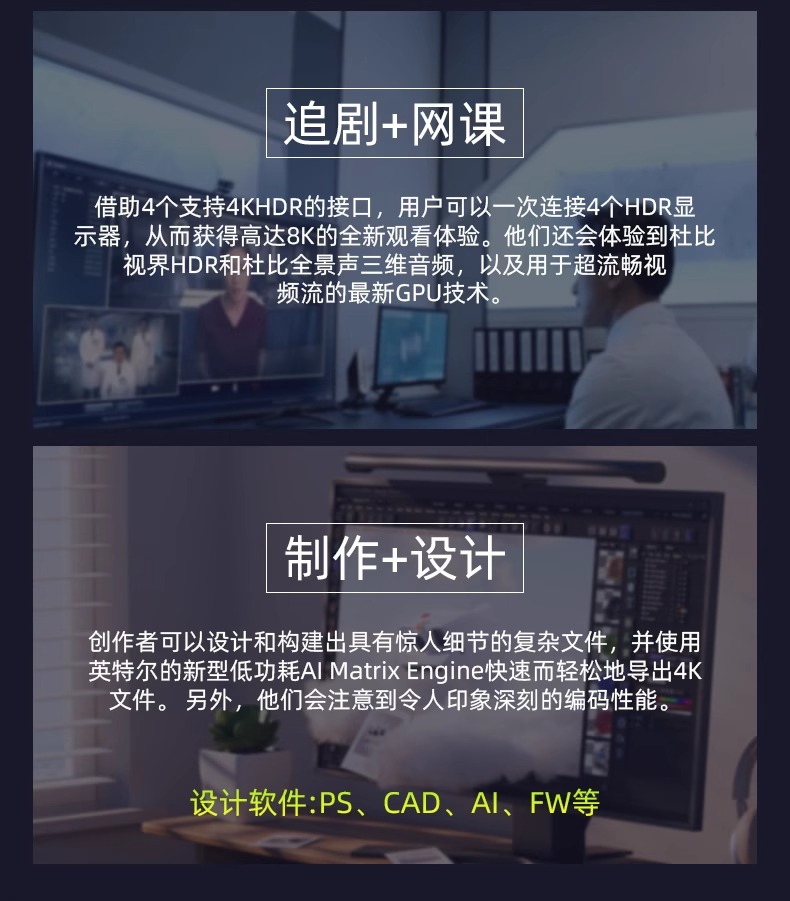 追剧+网课
借助4个支持4KHDR的接口，用户可以一次连接4个HDR显
示器，从而获得高达8K的全新观看体验。他们还会体验到杜比
视界HDR和杜比全景声三维音频，以及用于超流畅视
频流的最新GPU技术。
制作+设计
创作者可以设计和构建出具有惊人细节的复杂文件，并使用
英特尔的新型低功耗AI Matrix Engine快速而轻松地导出4K
文件。 另外，他们会注意到令人印象深刻的编码性能。
设计软件:PS、CAD、AI、FW等